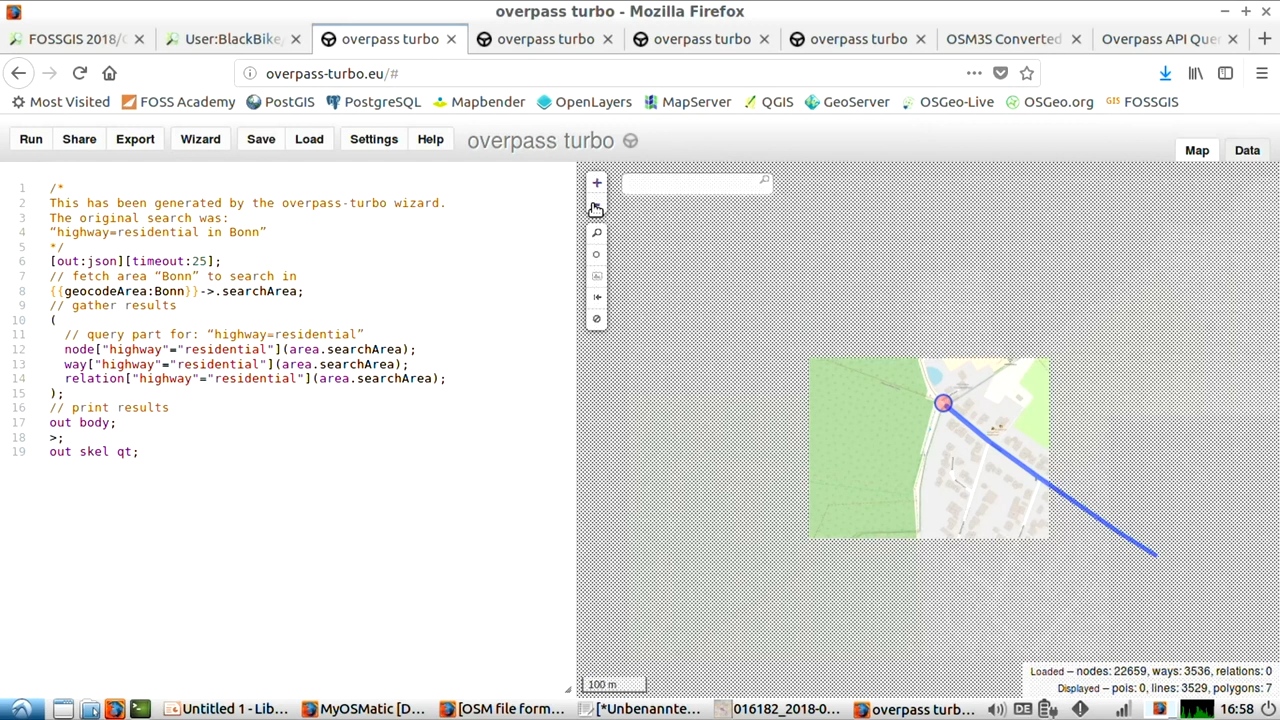 overpass turbo - Mozilla Firefox
FOSSGIS 2018/
User:BlackBike
overpass turbo
overpass turbo
overpass turbo
overpass turbo
OSM3S Converted
Overpass API Que
overpass-turbo.eu/#
Most Visited
FOSS Academy
PostGIS
PostgreSQL
Mapbender
OpenLayers
MapServer
QGIS
GeoServer
OSGeo-Live
OSGeo.org
GIS FOSSGIS
Run
Share
Export
Wizard
Save
Load
Settings
Help
overpass turbo
Map
Data
1 /*
2 This has been generated by the overpass-turbo wizard.
3 The original search was:
4 “highway=residential in Bonn”
5 */
6 [out:json][timeout:25];
7 // fetch area “Bonn” to search in
8 {{geocodeArea:Bonn}}->.searchArea;
9 // gather results
10 (
11 // query part for: “highway=residential”
12 node["highway"="residential"](area.searchArea);
13 way["highway"="residential"](area.searchArea);
14 relation["highway"="residential"](area.searchArea);
15 );
16 // print results
17 out body;
18 >;
19 out skel qt;
100 m
Loaded – nodes: 22659, ways: 3536, relations: 0
Displayed – pois: 0, lines: 3529, polygons: 7
Untitled 1 - Lib...
MyOSMatic [D...
[OSM file form...
[*Unbenannte...
016182_2018-0...
overpass turb...
DE
16:58